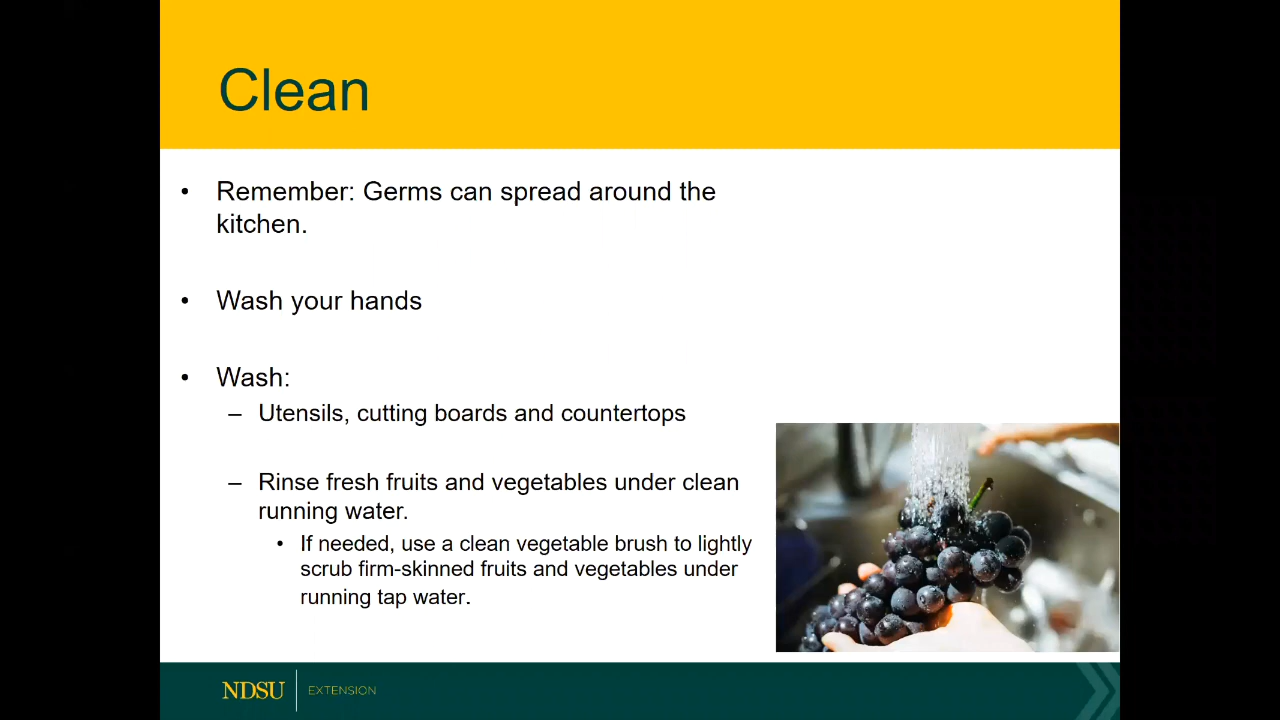 Clean
• Remember: Germs can spread around the
kitchen.
• Wash your hands
• Wash:
– Utensils, cutting boards and countertops
– Rinse fresh fruits and vegetables under clean
running water.
• If needed, use a clean vegetable brush to lightly
scrub firm-skinned fruits and vegetables under
running tap water.
NDSU EXTENSION